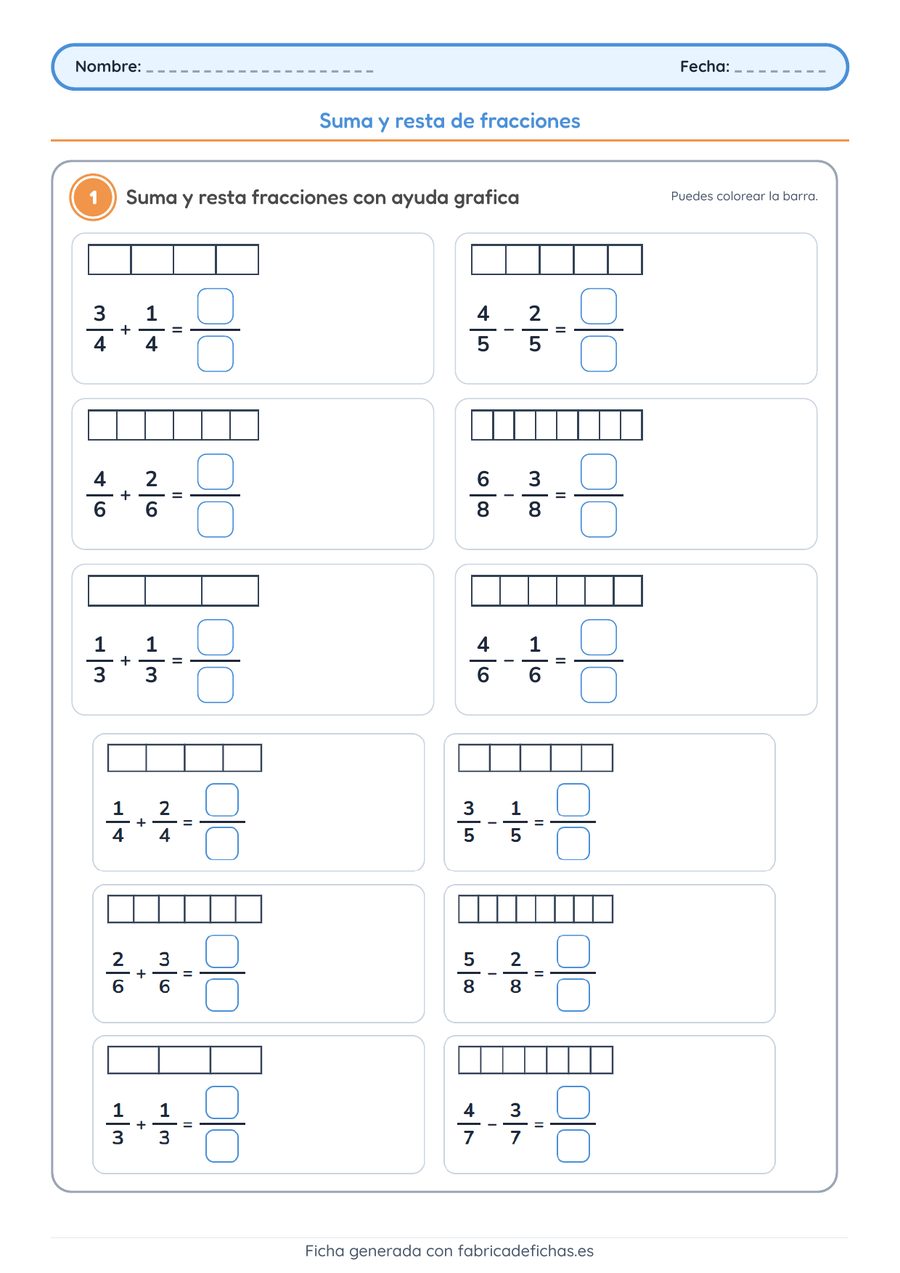 Nombre: Fecha:
Suma y resta de fracciones
1 Suma y resta fracciones con ayuda grafica Puedes colorear la barra.
3/4 + 1/4 = 4/5 − 2/5 =
4/6 + 2/6 = 6/8 − 3/8 =
1/3 + 1/3 = 4/6 − 1/6 =
1/4 + 2/4 = 3/5 − 1/5 =
2/6 + 3/6 = 5/8 − 2/8 =
1/3 + 1/3 = 4/7 − 3/7 =
Ficha generada con fabricadefichas.es